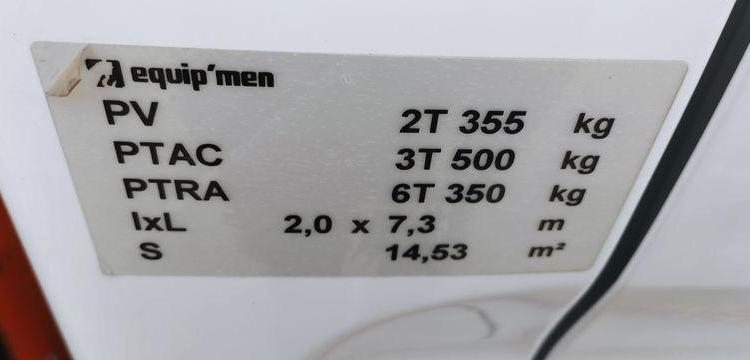 equip'men
PV 2T 355 kg
PTAC 3T 500 kg
PTRA 6T 350 kg
lxL 2,0 x 7,3 m
S 14,53 m²